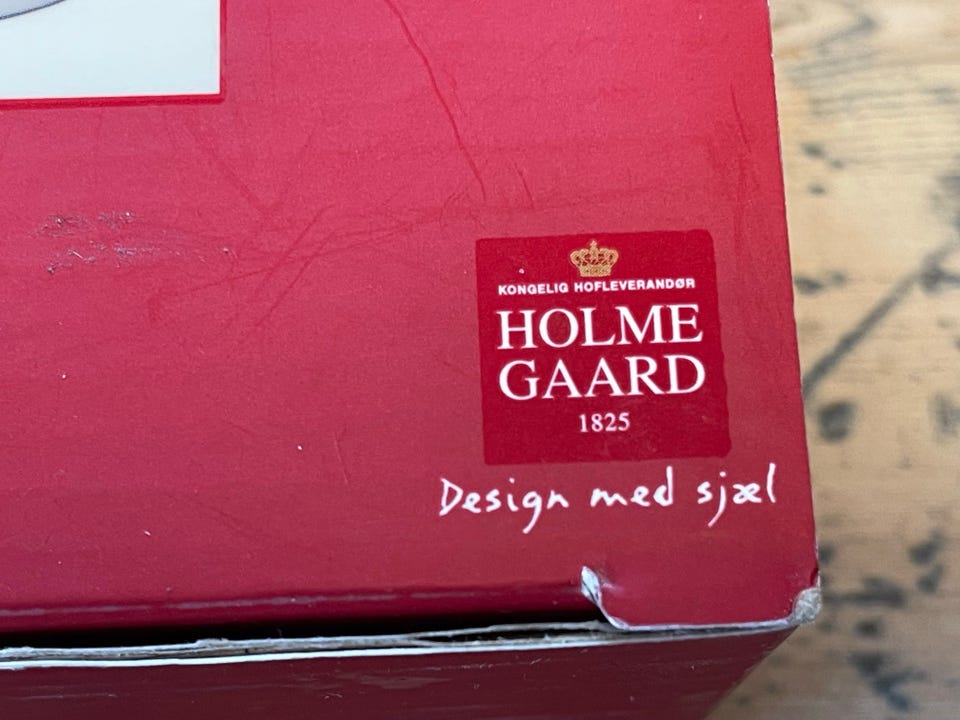 KONGELIG HOFLEVERANDØR
HOLME
GAARD
1825
Design med sjæl